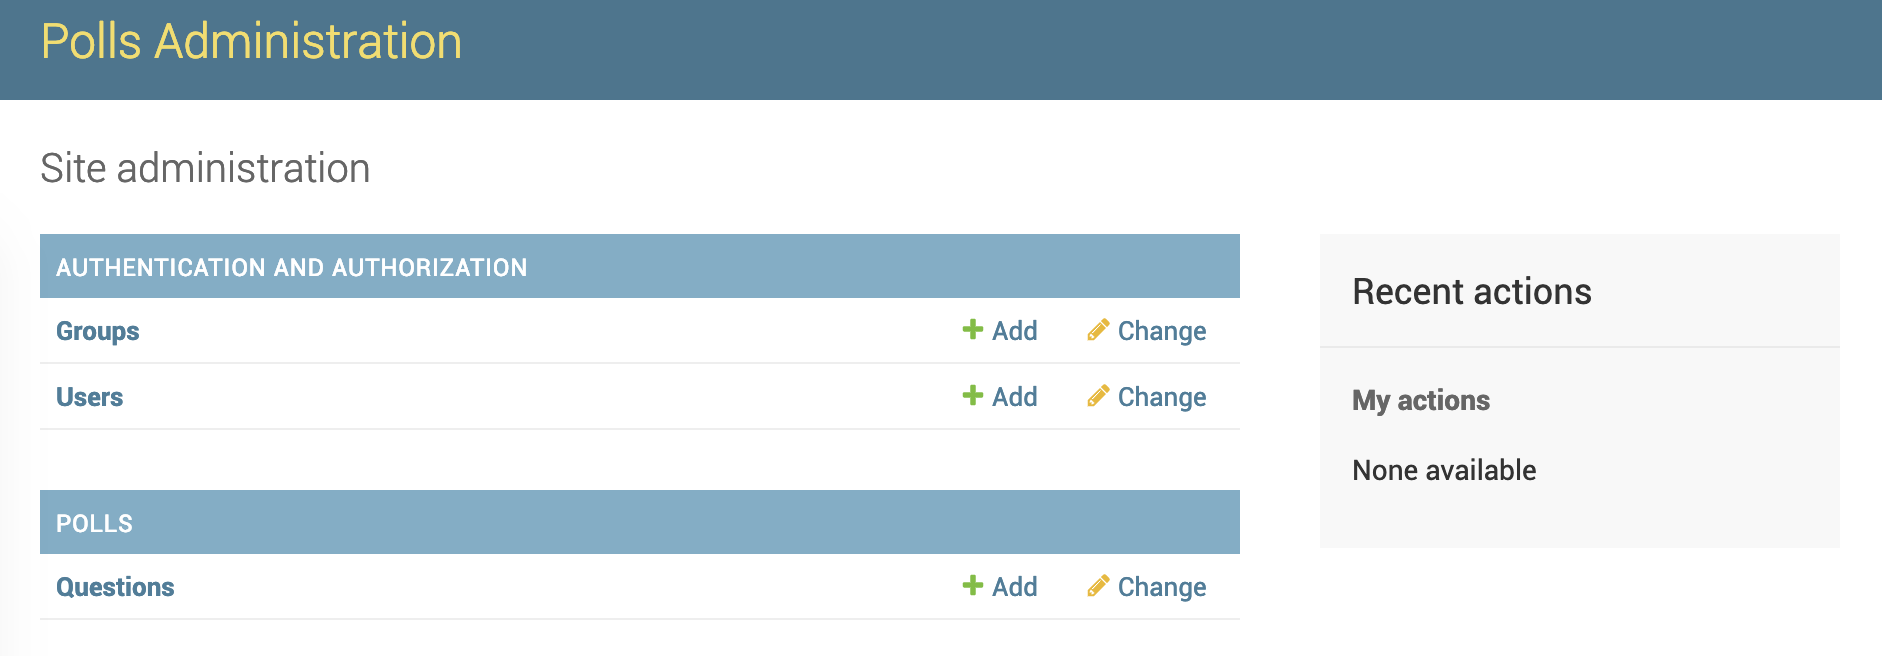 Polls Administration
Site administration
AUTHENTICATION AND AUTHORIZATION
Groups Add Change
Users Add Change
POLLS
Questions Add Change
Recent actions
My actions
None available